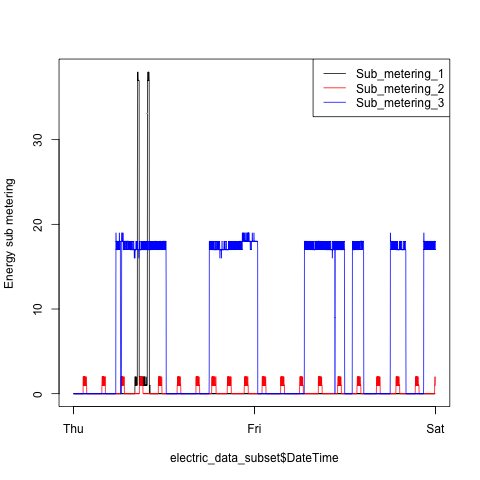 Sub_metering_1
Sub_metering_2
Sub_metering_3
Energy sub metering
30
20
10
0
Thu Fri Sat
electric_data_subset$DateTime